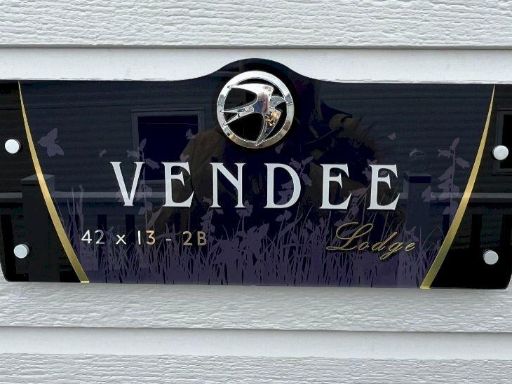 VENDEE
42 x 13 - 2B
Lodge